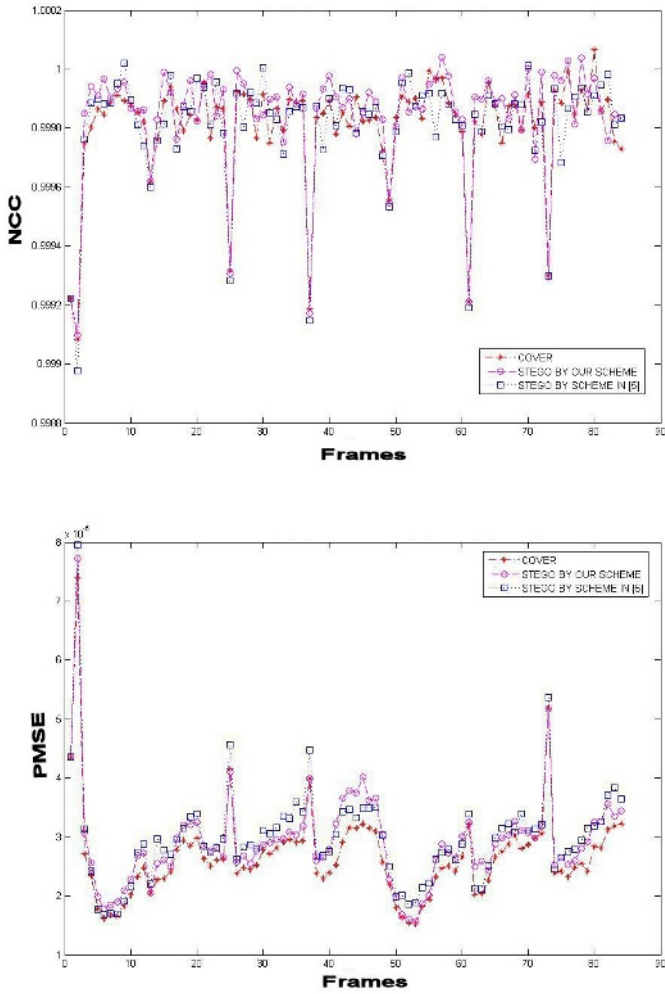 1.0002
1
0.9998
0.9996
0.9994
0.9992
0.999
0.9908
NCC
COVER
STEGO BY OUR SCHEME
STEGO BY SCHEME IN [5]
0 10 20 30 40 50 60 70 80 90
Frames
8 x 10
7
6
5
4
3
2
1
PMSE
COVER
STEGO BY OUR SCHEME
STEGO BY SCHEME IN [5]
0 10 20 30 40 50 60 70 80 90
Frames